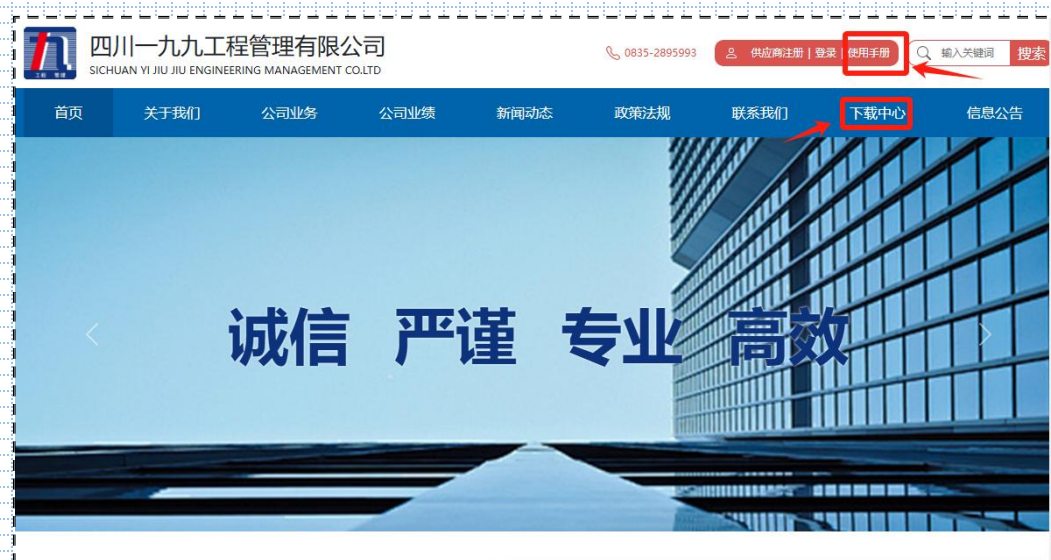 四川一九九工程管理有限公司
SICHUAN YI JIU JIU ENGINEERING MANAGEMENT CO.LTD
工程 管理
0835-2895993
供应商注册 | 登录 | 使用手册
输入关键词 搜索
首页 关于我们 公司业务 公司业绩 新闻动态 政策法规 联系我们 下载中心 信息公告
诚信 严谨 专业 高效